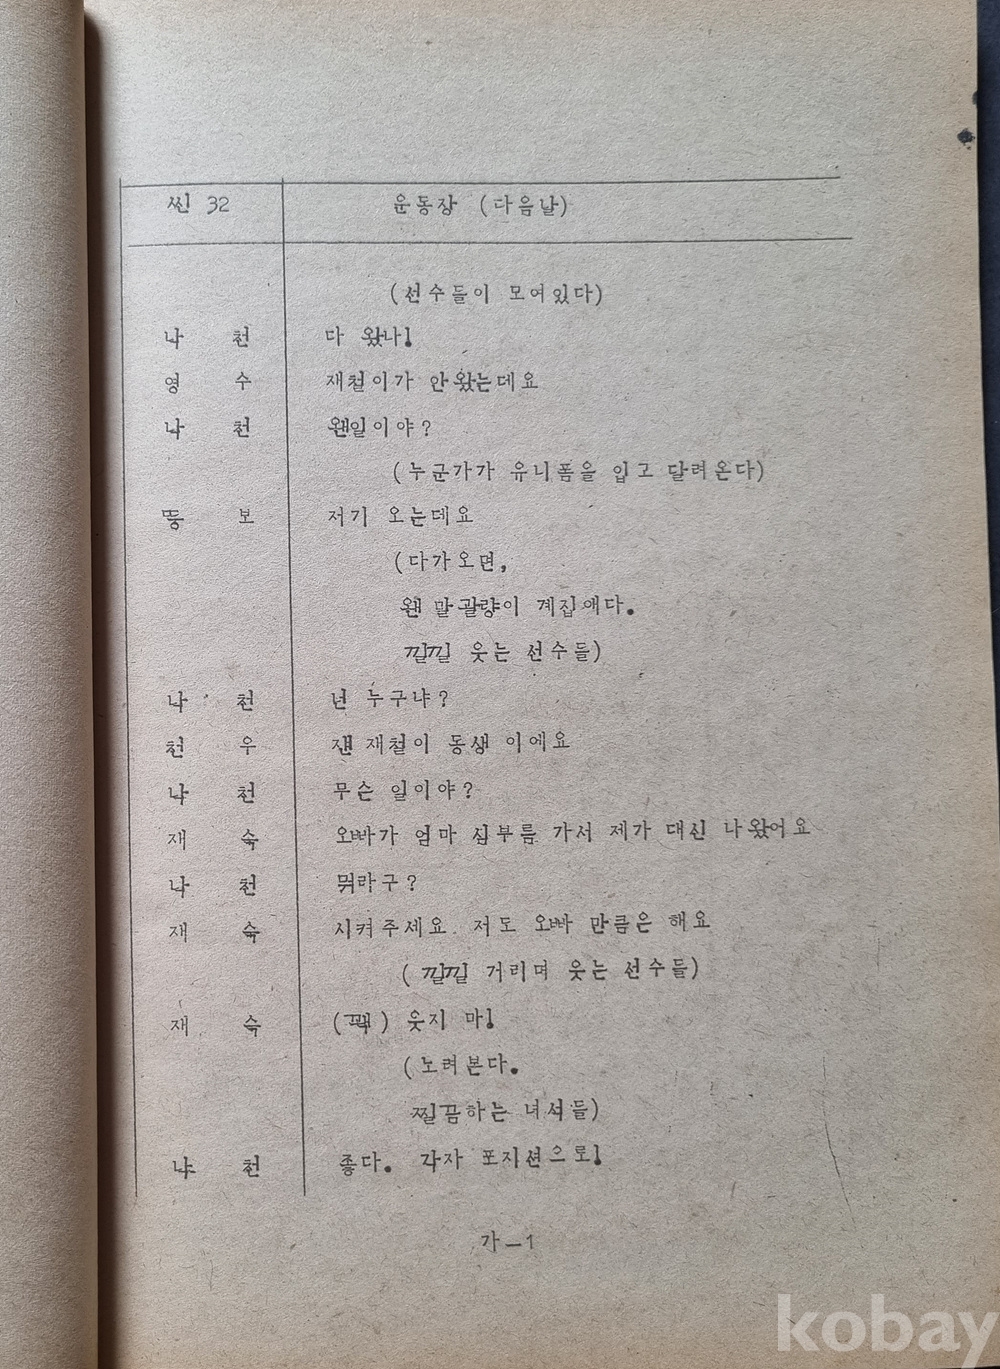 씬 32 운동장 (다음날)
(선수들이 모여있다)
나 천 다 왔나!
영 수 재철이가 안왔는데요
나 천 왠일이야?
(누군가가 유니폼을 입고 달려온다)
뚱 보 저기 오는데요
(다가오면,
왠 말괄량이 계집애다.
낄낄 웃는 선수들)
나 천 넌 누구냐?
천 우 쟨 재철이 동생 이에요
나 천 무슨 일이야?
재 숙 오빠가 엄마 심부름 가서 제가 대신 나왔어요
나 천 뭐라구?
재 숙 시켜주세요. 저도 오빠 만큼은 해요
(낄낄 거리며 웃는 선수들)
재 숙 (꽥) 웃지 마!
(노려본다.
찔끔하는 녀석들)
나 천 좋다. 각자 포지션으로!
가-1
kobay